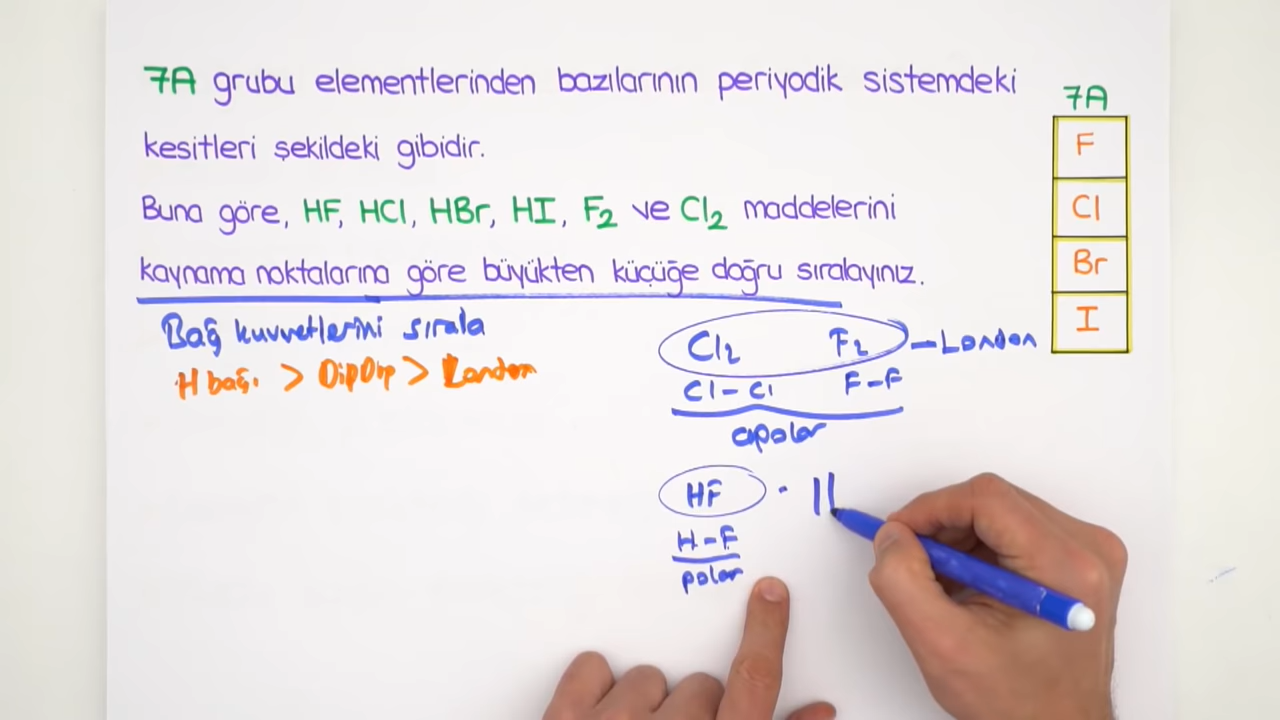 7A grubu elementlerinden bazılarının periyodik sistemdeki
kesitleri şekildeki gibidir.
Buna göre, HF, HCl, HBr, HI, F₂ ve Cl₂ maddelerini
kaynama noktalarına göre büyükten küçüğe doğru sıralayınız.
7A
F
Cl
Br
I
Bağ kuvvetlerini sırala
H bağı > DipDip > London
Cl₂ F₂ - London
Cl-Cl F-F
apolar
HF
H-F
polar